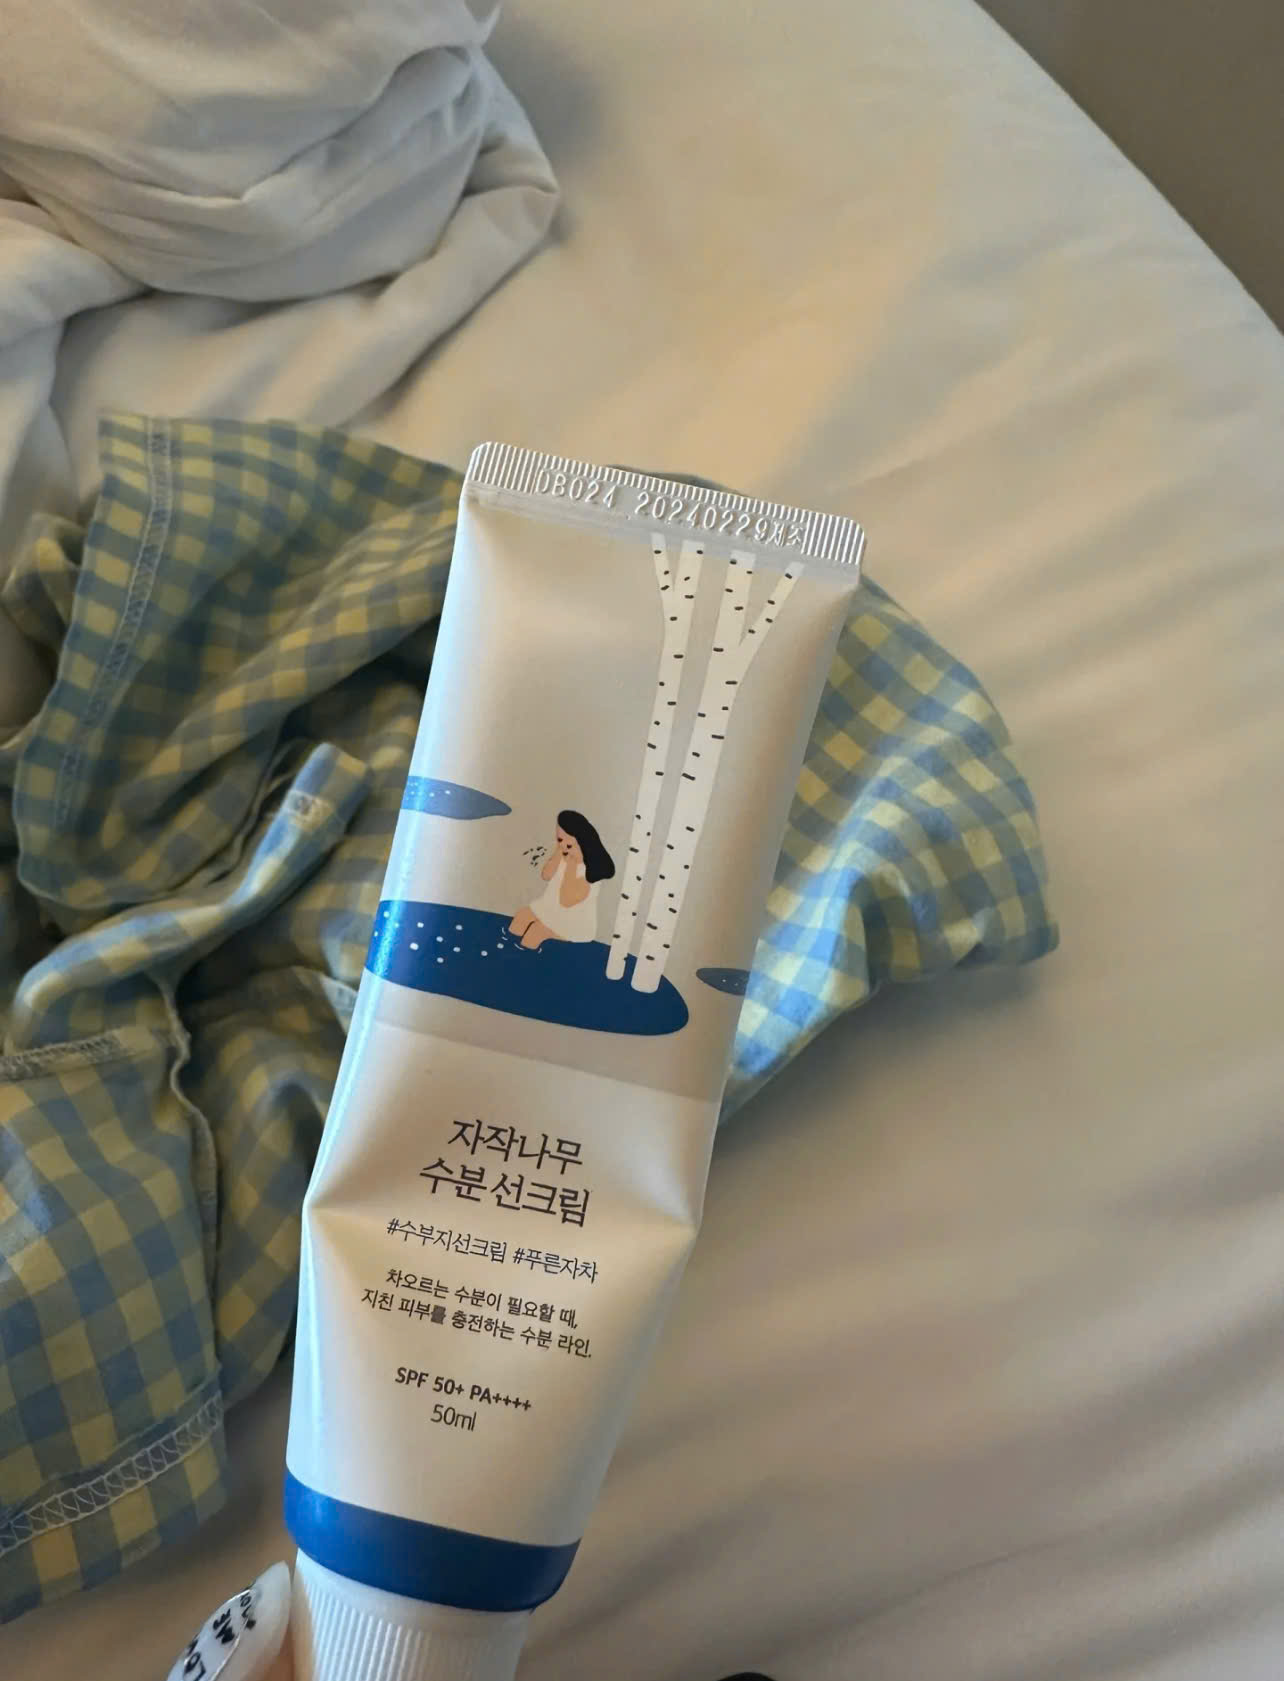 DB024 20240229제조
자작나무
수분 선크림
#수부지선크림 #푸른자차
차오르는 수분이 필요할 때,
지친 피부를 충전하는 수분 라인.
SPF 50+ PA++++
50ml